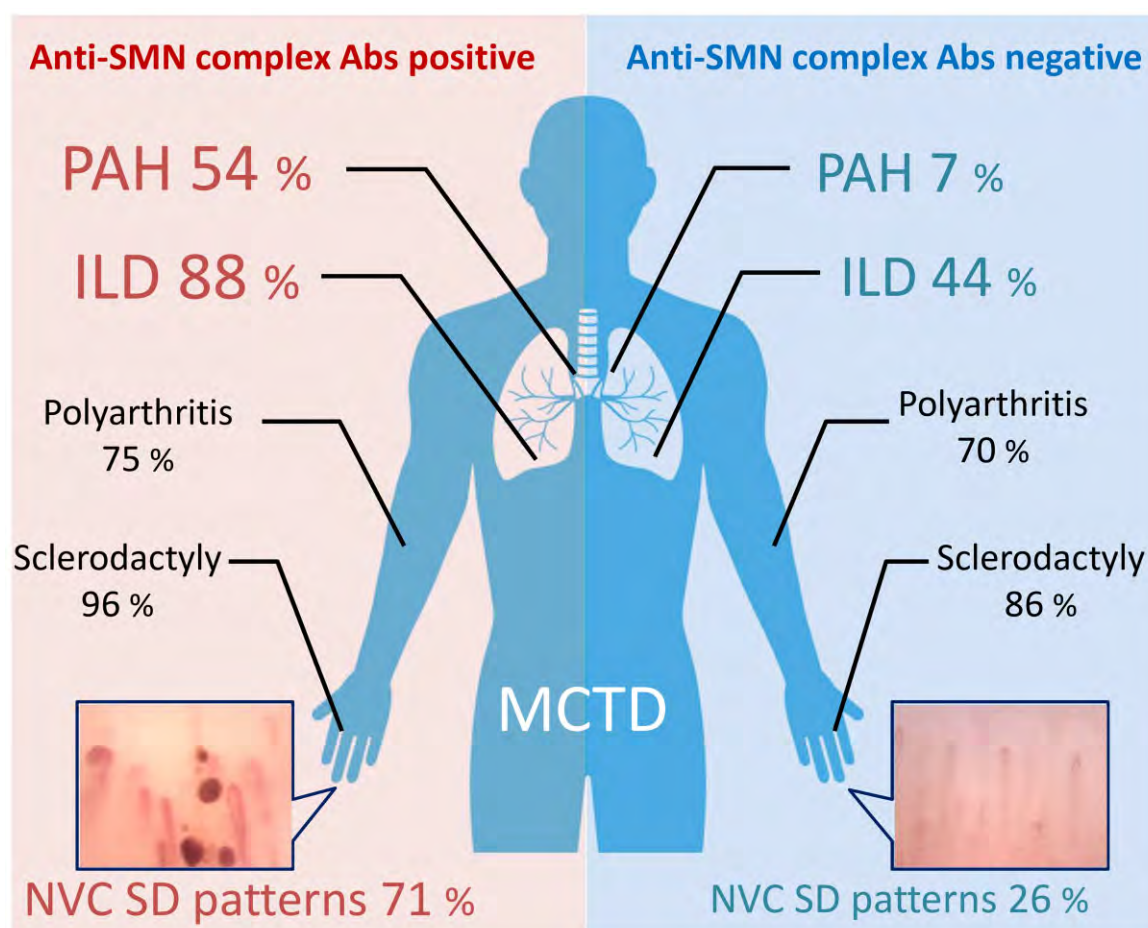 Anti-SMN complex Abs positive
PAH 54 %
ILD 88 %
Polyarthritis
75 %
Sclerodactyly
96 %
NVC SD patterns 71 %
Anti-SMN complex Abs negative
PAH 7 %
ILD 44 %
Polyarthritis
70 %
Sclerodactyly
86 %
NVC SD patterns 26 %
MCTD